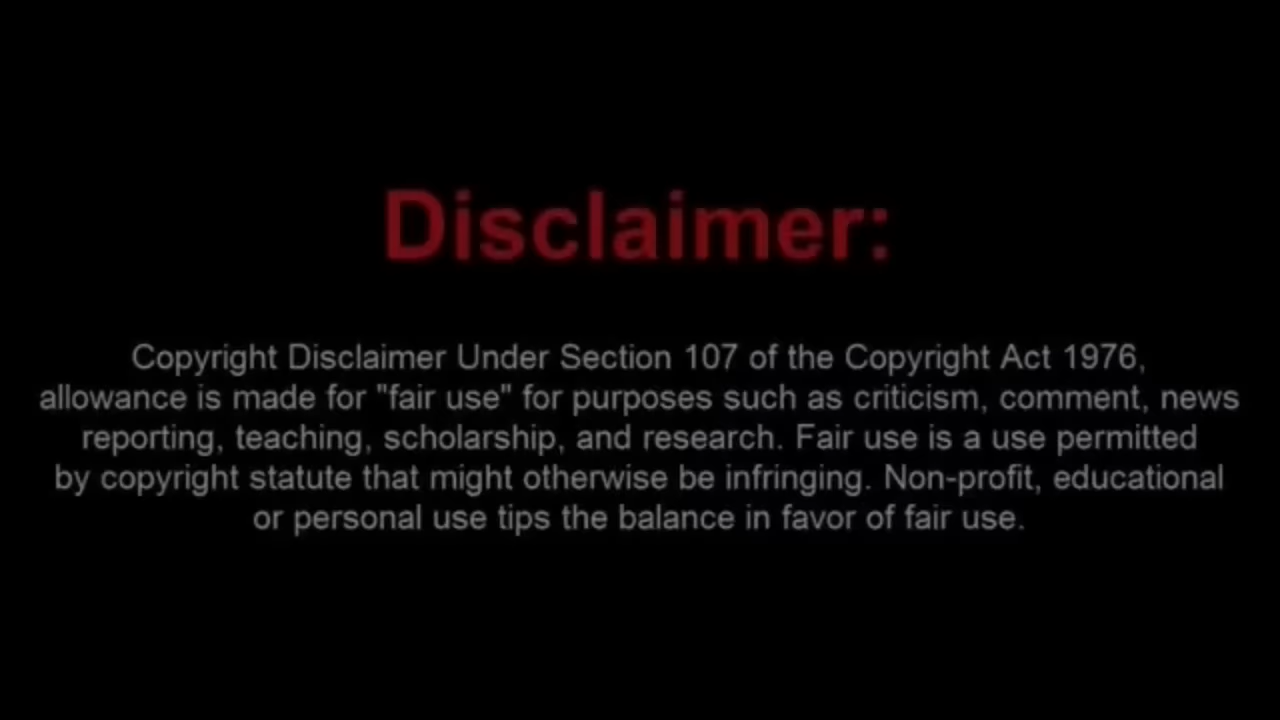 Disclaimer:
Copyright Disclaimer Under Section 107 of the Copyright Act 1976,
allowance is made for "fair use" for purposes such as criticism, comment, news
reporting, teaching, scholarship, and research. Fair use is a use permitted
by copyright statute that might otherwise be infringing. Non-profit, educational
or personal use tips the balance in favor of fair use.